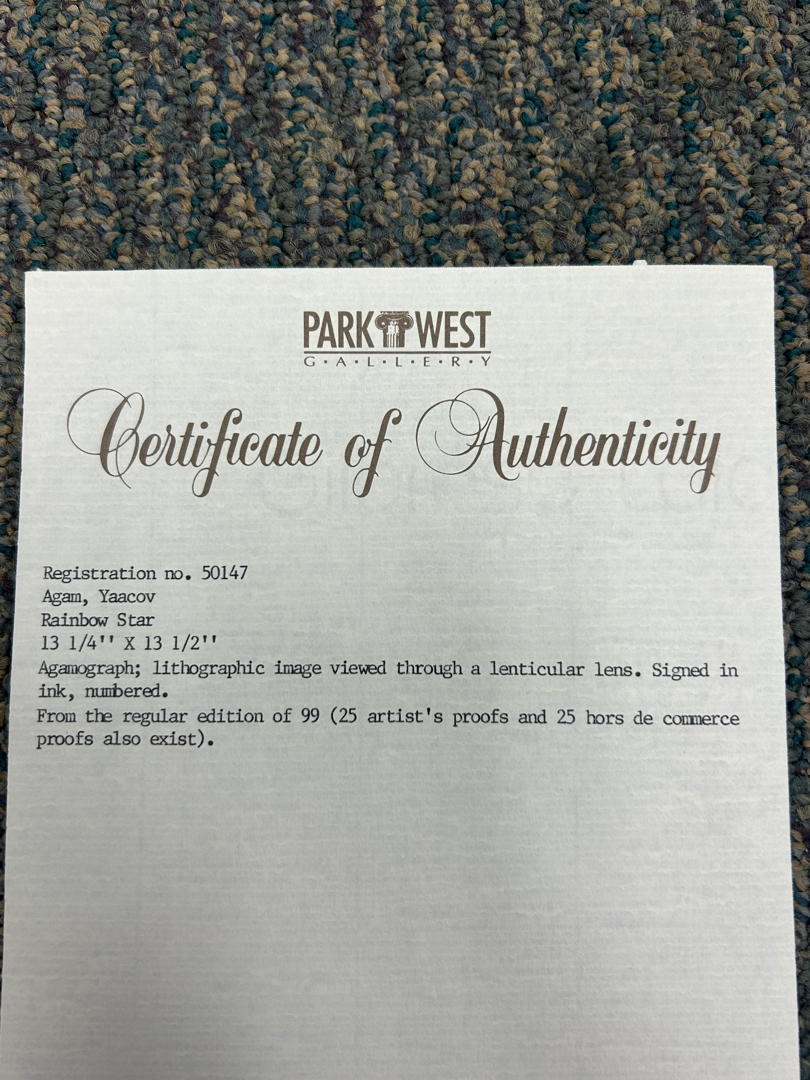 PARK WEST
G·A·L·L·E·R·Y
Certificate of Authenticity
Registration no. 50147
Agam, Yaacov
Rainbow Star
13 1/4'' X 13 1/2''
Agamograph; lithographic image viewed through a lenticular lens. Signed in
ink, numbered.
From the regular edition of 99 (25 artist's proofs and 25 hors de commerce
proofs also exist).